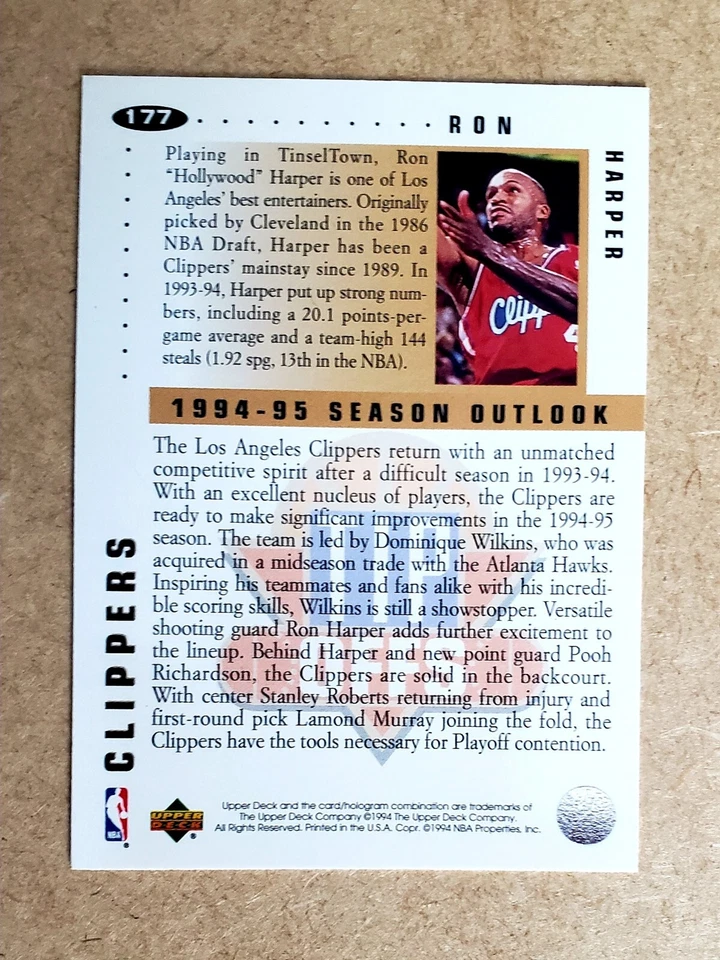 177
RON
HARPER
Playing in TinselTown, Ron
"Hollywood" Harper is one of Los
Angeles' best entertainers. Originally
picked by Cleveland in the 1986
NBA Draft, Harper has been a
Clippers' mainstay since 1989. In
1993-94, Harper put up strong num-
bers, including a 20.1 points-per-
game average and a team-high 144
steals (1.92 spg, 13th in the NBA).
Clipp
4
1994-95 SEASON OUTLOOK
The Los Angeles Clippers return with an unmatched
competitive spirit after a difficult season in 1993-94.
With an excellent nucleus of players, the Clippers are
ready to make significant improvements in the 1994-95
season. The team is led by Dominique Wilkins, who was
acquired in a midseason trade with the Atlanta Hawks.
Inspiring his teammates and fans alike with his incredi-
ble scoring skills, Wilkins is still a showstopper. Versatile
shooting guard Ron Harper adds further excitement to
the lineup. Behind Harper and new point guard Pooh
Richardson, the Clippers are solid in the backcourt.
With center Stanley Roberts returning from injury and
first-round pick Lamond Murray joining the fold, the
Clippers have the tools necessary for Playoff contention.
CLIPPERS
NBA
UPPER
DECK
Upper Deck and the card/hologram combination are trademarks of
The Upper Deck Company ©1994 The Upper Deck Company.
All Rights Reserved. Printed in the U.S.A. Copr. ©1994 NBA Properties, Inc.